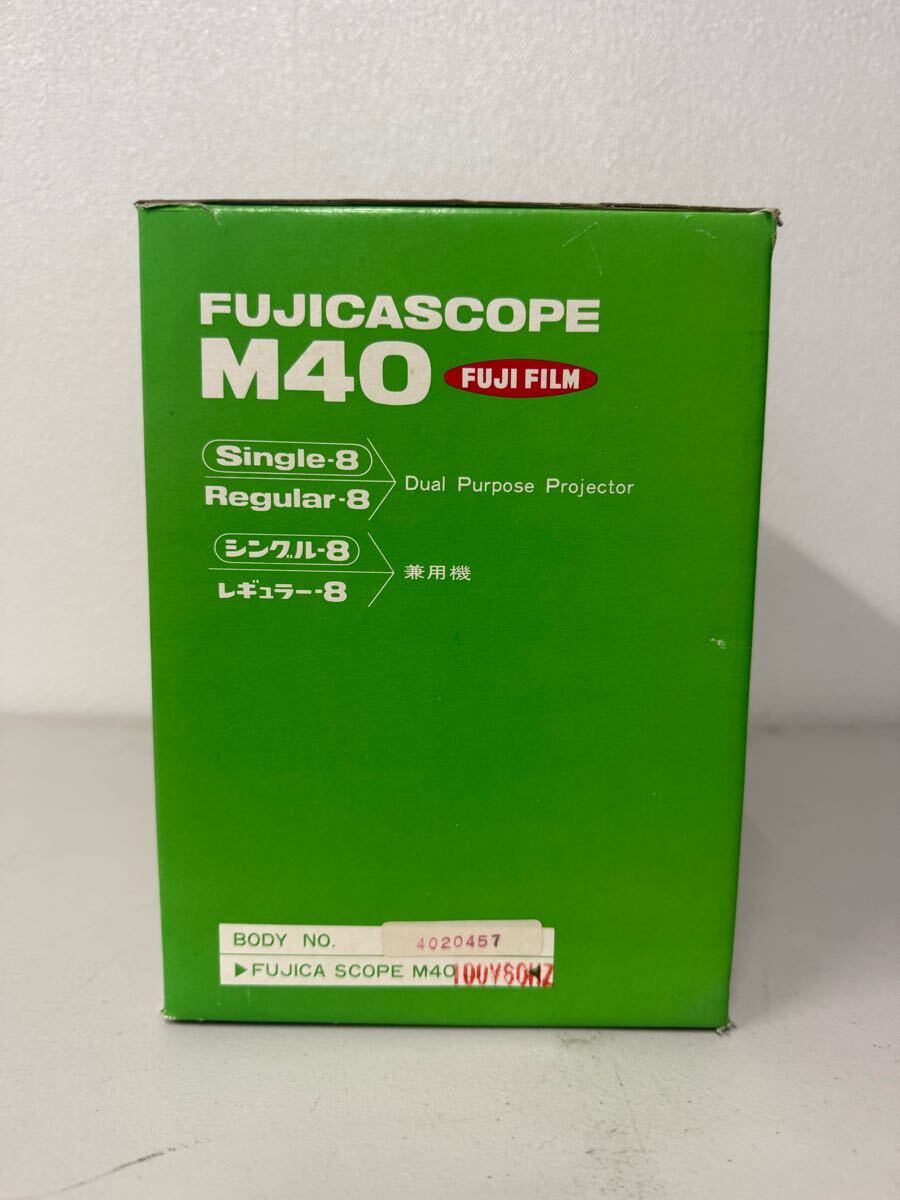 FUJICASCOPE
M40 FUJI FILM
Single-8
Regular-8
Dual Purpose Projector
シングル-8
レギュラー-8
兼用機
BODY NO. 4020457
▶FUJICA SCOPE M40 100V60HZ